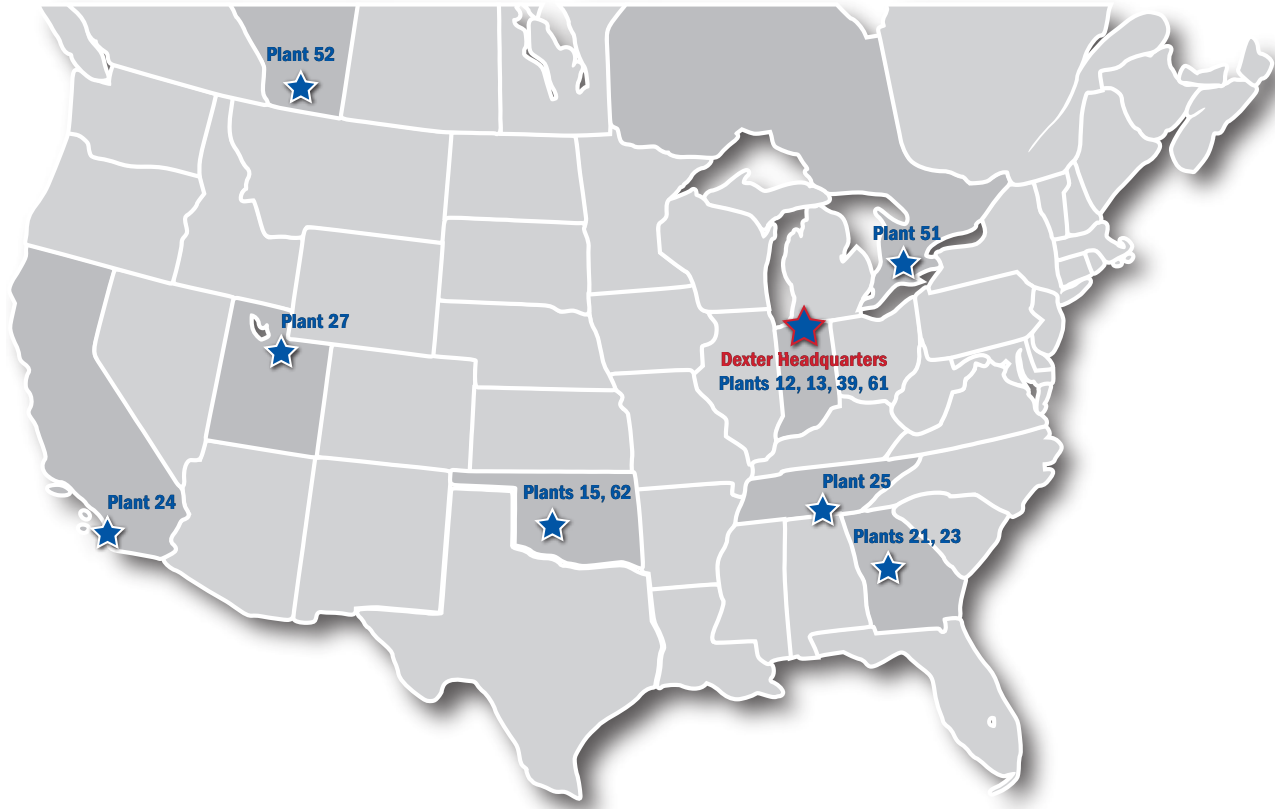 Plant 52
Plant 51
Plant 27
Dexter Headquarters
Plants 12, 13, 39, 61
Plant 25
Plants 15, 62
Plant 24
Plants 21, 23